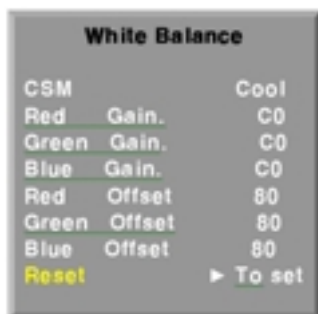 White Balance
CSM Cool
Red Gain. C0
Green Gain. C0
Blue Gain. C0
Red Offset 80
Green Offset 80
Blue Offset 80
Reset ► To set